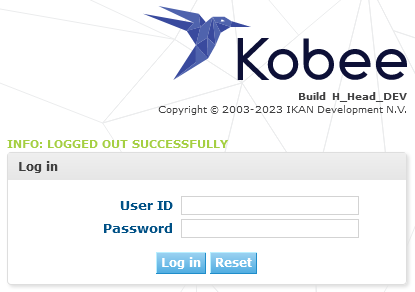 Kobee
Build H_Head_DEV
Copyright © 2003-2023 IKAN Development N.V.
INFO: LOGGED OUT SUCCESSFULLY
Log in
User ID
Password
Log in Reset